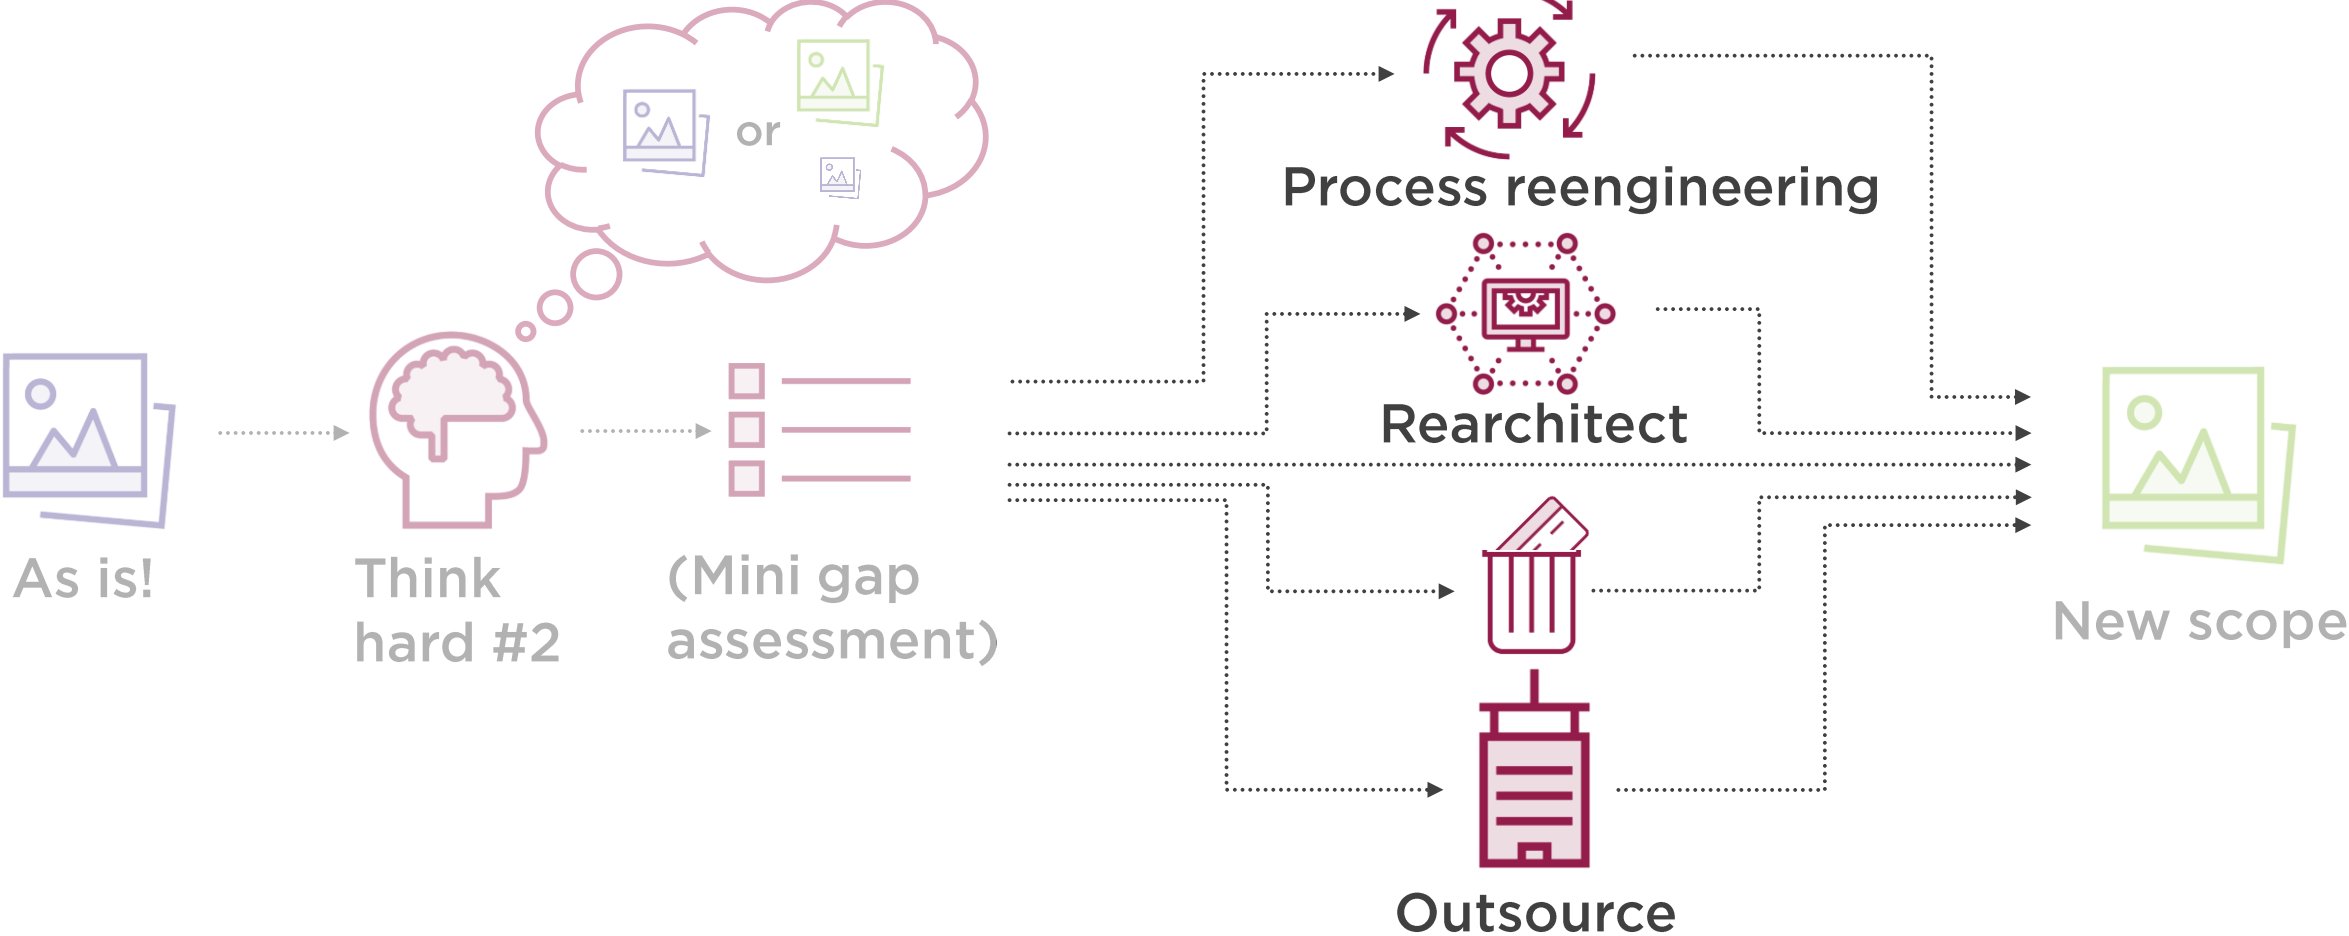 or
Process reengineering
Rearchitect
As is!
Think
hard #2
(Mini gap
assessment)
New scope
Outsource